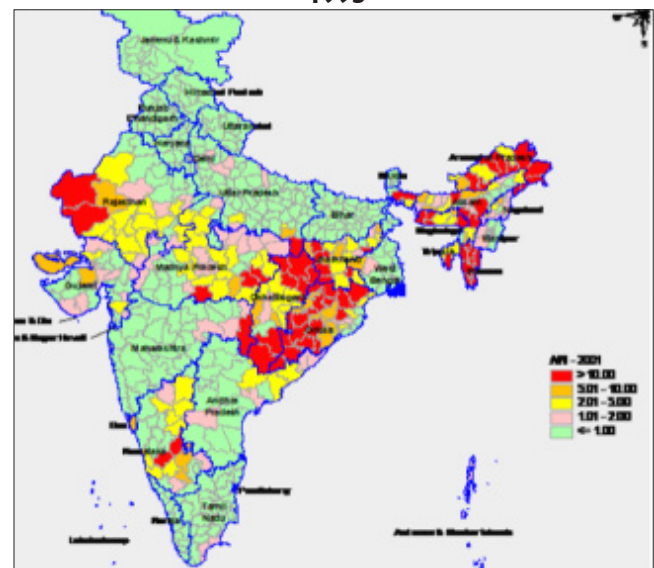 Jammu & Kashmir
Himachal Pradesh
Punjab
Chandigarh
Uttaranchal
Haryana
Delhi
Arunachal Pradesh
Sikkim
Rajasthan
Uttar Pradesh
Assam
Nagaland
Bihar
Meghalaya
Manipur
Tripura
Mizoram
Jharkhand
Gujarat
Madhya Pradesh
West
Bengal
Chhattisgarh
Orissa
Maharashtra
API - 2001
> 10.00
5.01 - 10.00
2.01 - 5.00
1.01 - 2.00
<= 1.00
Andhra
Pradesh
Goa
Karnataka
Pondicherry
Kerala
Tamil
Nadu
Lakshadweep
Andaman & Nicobar Islands